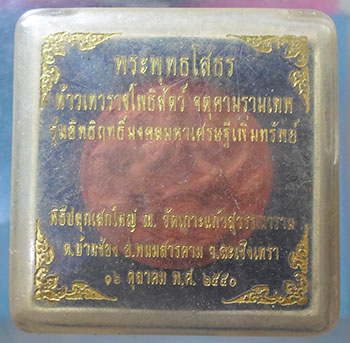 พระพุทธโสธร
ท้าวเทวราชโพธิสัตว์ จตุคามรามเทพ
รุ่นอิทธิฤทธิ์มงคลมหาเศรษฐีเพิ่มทรัพย์
พิธีปลุกเสกใหญ่ ณ. วัดเกาะแก้วสุวรรณาราม
ต.บ้านซ่อง อ.พนมสารคาม จ.ฉะเชิงเทรา
๑๖ ตุลาคม พ.ศ. ๒๕๕๐